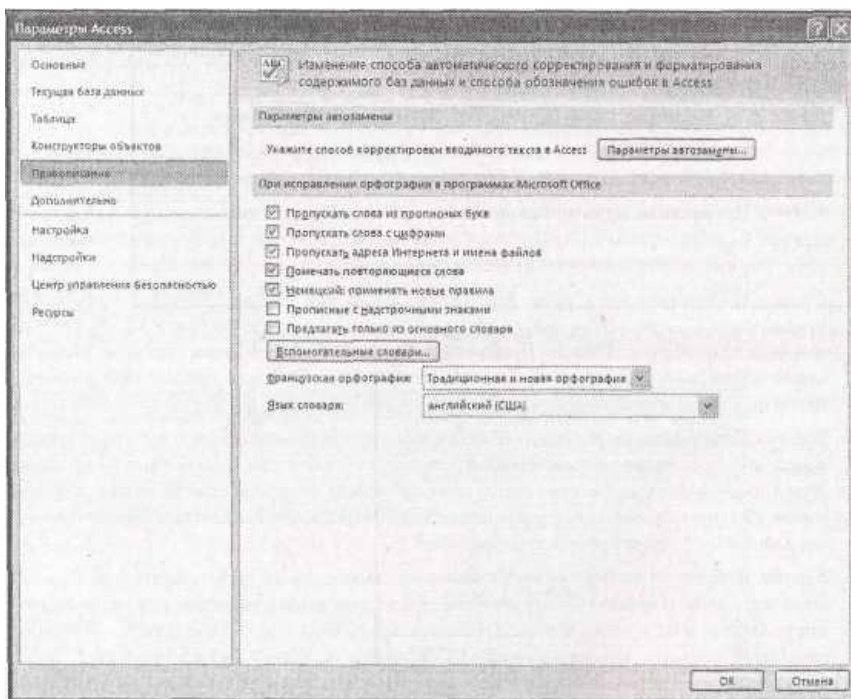 Параметры Access
Основные
Текущая база данных
Таблица
Конструкторы объектов
Правописание
Дополнительно
Настройка
Надстройки
Центр управления безопасностью
Ресурсы
Изменение способа автоматического корректирования и форматирования
содержимого баз данных и способа обозначения ошибок в Access
Параметры автозамены
Укажите способ корректировки вводимого текста в Access
Параметры автозамены...
При исправлении орфографии в программах Microsoft Office
Пропускать слова из прописных букв
Пропускать слова с цифрами
Пропускать адреса Интернета и имена файлов
Помечать повторяющиеся слова
Немецкий: применять новые правила
Прописные с надстрочными знаками
Предлагать только из основного словаря
Вспомогательные словари...
Французская орфография: Традиционная и новая орфография
Язык словаря: английский (США)
ОК Отмена